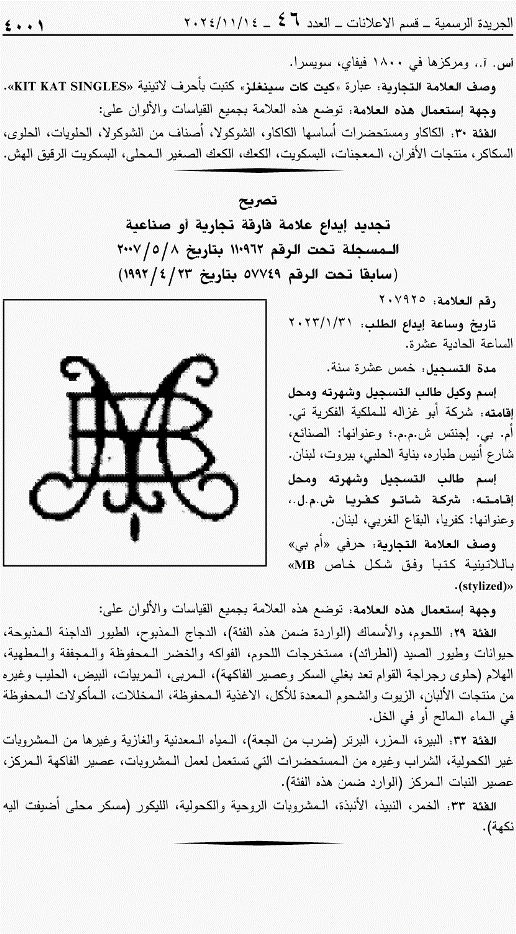 الجريدة الرسمية ــ قسم الاعلانات ــ العدد ٤٦ ــ ٢٠٢٤/١١/١٤
٤٠٠١
أس. آ.، ومركزها في ١٨٠٠ فيفاي، سويسرا.
وصف العلامة التجارية: عبارة «كيت كات سينغلز» كتبت بأحرف لاتينية «KIT KAT SINGLES».
وجهة إستعمال هذه العلامة: توضع هذه العلامة بجميع القياسات والألوان على:
الفئة ٣٠: الكاكاو ومستحضرات أساسها الكاكاو، الشوكولا، أصناف من الشوكولا، الحلويات، الحلوى،
السكاكر، منتجات الأفران، المعجنات، البسكويت، الكعك، الكعك الصغير المحلى، البسكويت الرقيق الهش.
تصريح
تجديد إيداع علامة فارقة تجارية أو صناعية
المسجلة تحت الرقم ١١٠٩٦٢ بتاريخ ٢٠٠٧/٥/٨
(سابقا تحت الرقم ٥٧٧٤٩ بتاريخ ١٩٩٢/٤/٢٣)
رقم العلامة: ٢٠٧٩٢٥
تاريخ وساعة إيداع الطلب: ٢٠٢٣/١/٣١
الساعة الحادية عشرة.
مدة التسجيل: خمس عشرة سنة.
إسم وكيل طالب التسجيل وشهرته ومحل
إقامته: شركة أبو غزاله للملكية الفكرية تي.
أم. بي. إجنتس ش.م.م.؛ وعنوانها: الصنائع،
شارع أنيس طباره، بناية الحلبي، بيروت، لبنان.
إسم طالب التسجيل وشهرته ومحل
إقامته: شركة شاتو كفريا ش.م.ل.،
وعنوانها: كفريا، البقاع الغربي، لبنان.
وصف العلامة التجارية: حرفي «أم بي»
باللاتينية كتبا وفق شكل خاص «MB
(stylized)».
وجهة إستعمال هذه العلامة: توضع هذه العلامة بجميع القياسات والألوان على:
الفئة ٢٩: اللحوم، والأسماك (الواردة ضمن هذه الفئة)، الدجاج المذبوح، الطيور الداجنة المذبوحة،
حيوانات وطيور الصيد (الطرائد)، مستخرجات اللحوم، الفواكه والخضر المحفوظة والمجففة والمطهية،
الهلام (حلوى رجراجة القوام تعد بغلي السكر وعصير الفاكهة)، المربى، المربيات، البيض، الحليب وغيره
من منتجات الألبان، الزيوت والشحوم المعدة للأكل، الاغذية المحفوظة، المخللات، المأكولات المحفوظة
في الماء المالح أو في الخل.
الفئة ٣٢: البيرة، المزر، البرتر (ضرب من الجعة)، المياه المعدنية والغازية وغيرها من المشروبات
غير الكحولية، الشراب وغيره من المستحضرات التي تستعمل لعمل المشروبات، عصير الفاكهة المركز،
عصير النبات المركز (الوارد ضمن هذه الفئة).
الفئة ٣٣: الخمر، النبيذ، الأنبذة، المشروبات الروحية والكحولية، الليكور (مسكر محلى أضيفت اليه
نكهة).